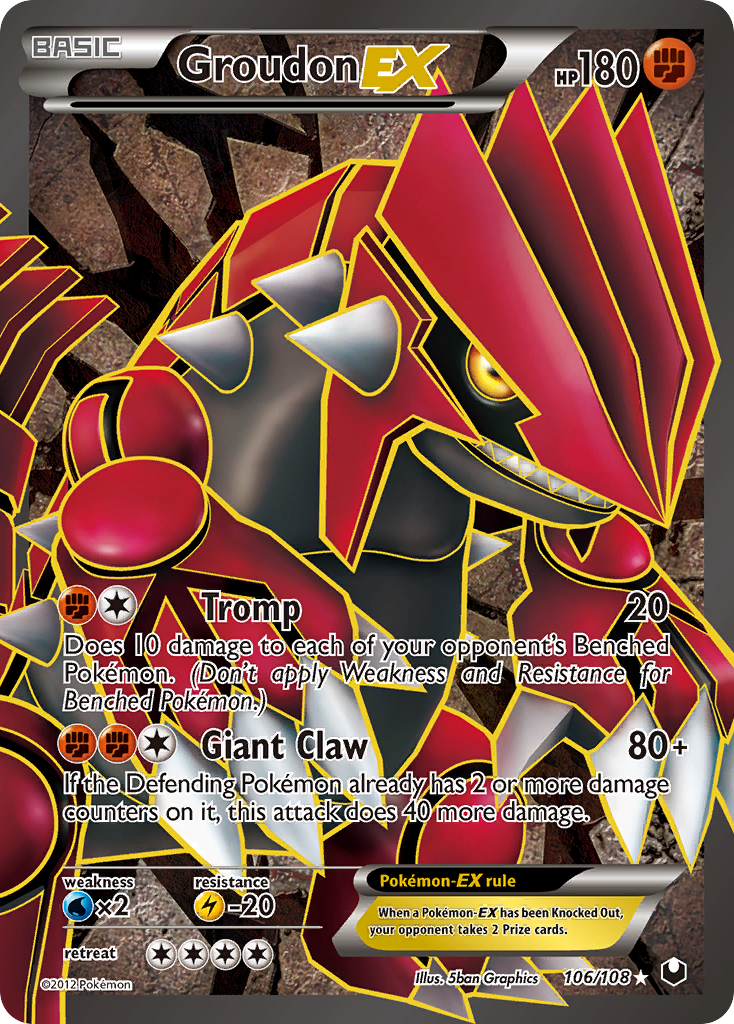 BASIC
Groudon EX
HP180
Tromp 20
Does 10 damage to each of your opponent's Benched
Pokémon. (Don't apply Weakness and Resistance for
Benched Pokémon.)
Giant Claw 80+
If the Defending Pokémon already has 2 or more damage
counters on it, this attack does 40 more damage.
weakness resistance
×2 -20
retreat
Pokémon-EX rule
When a Pokémon-EX has been Knocked Out,
your opponent takes 2 Prize cards.
©2012 Pokémon
Illus. 5ban Graphics 106/108